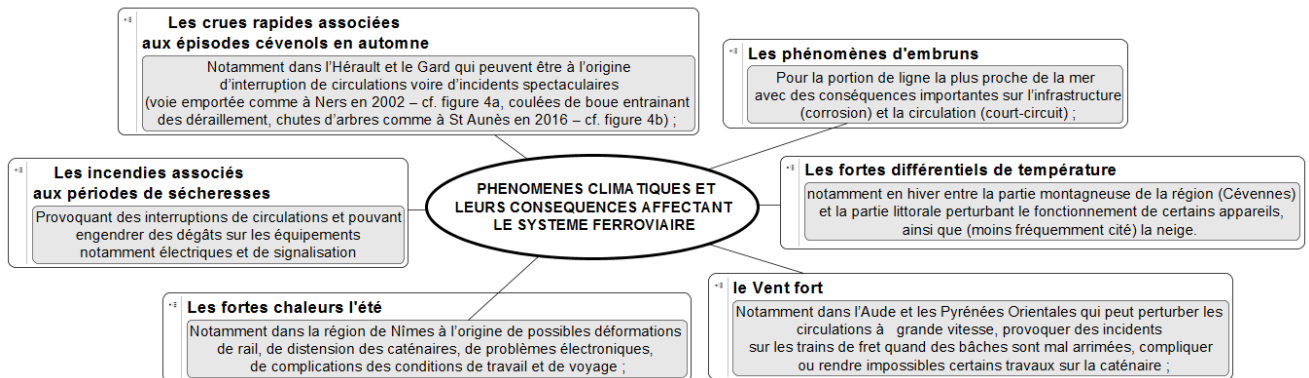 Les crues rapides associées
aux épisodes cévenols en automne
Notamment dans l'Hérault et le Gard qui peuvent être à l'origine
d'interruption de circulations voire d'incidents spectaculaires
(voie emportée comme à Ners en 2002 – cf. figure 4a, coulées de boue entrainant
des déraillement, chutes d'arbres comme à St Aunès en 2016 – cf. figure 4b) ;
Les phénomènes d'embruns
Pour la portion de ligne la plus proche de la mer
avec des conséquences importantes sur l'infrastructure
(corrosion) et la circulation (court-circuit) ;
Les incendies associés
aux périodes de sécheresses
Provoquant des interruptions de circulations et pouvant
engendrer des dégâts sur les équipements
notamment électriques et de signalisation
PHENOMENES CLIMATIQUES ET
LEURS CONSEQUENCES AFFECTANT
LE SYSTEME FERROVIAIRE
Les fortes différentiels de température
notamment en hiver entre la partie montagneuse de la région (Cévennes)
et la partie littorale perturbant le fonctionnement de certains appareils,
ainsi que (moins fréquemment cité) la neige.
Les fortes chaleurs l'été
Notamment dans la région de Nîmes à l'origine de possibles déformations
de rail, de distension des caténaires, de problèmes électroniques,
de complications des conditions de travail et de voyage ;
le Vent fort
Notamment dans l'Aude et les Pyrénées Orientales qui peut perturber les
circulations à grande vitesse, provoquer des incidents
sur les trains de fret quand des bâches sont mal arrimées, compliquer
ou rendre impossibles certains travaux sur la caténaire ;